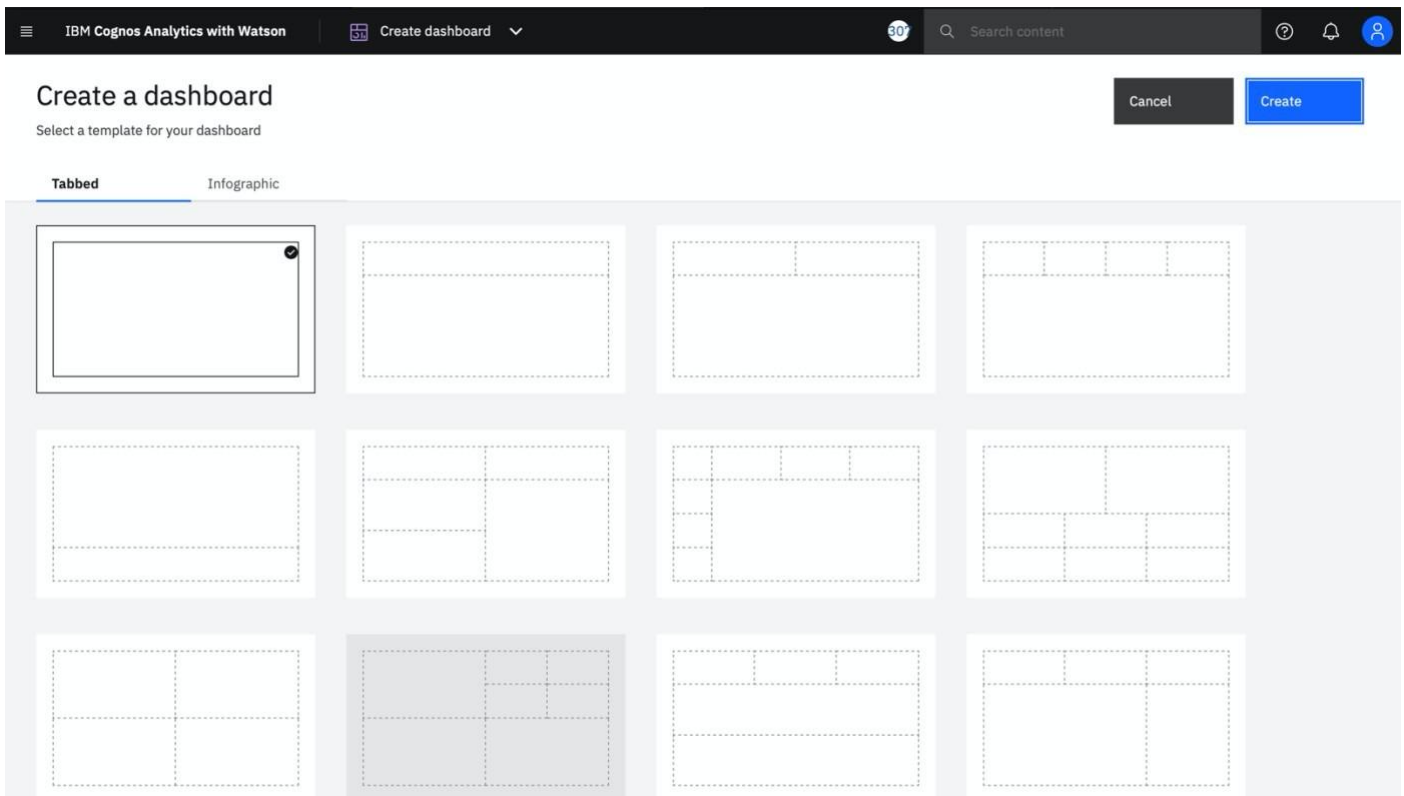 IBM Cognos Analytics with Watson
Create dashboard
30?
Search content
Create a dashboard
Cancel
Create
Select a template for your dashboard
Tabbed
Infographic